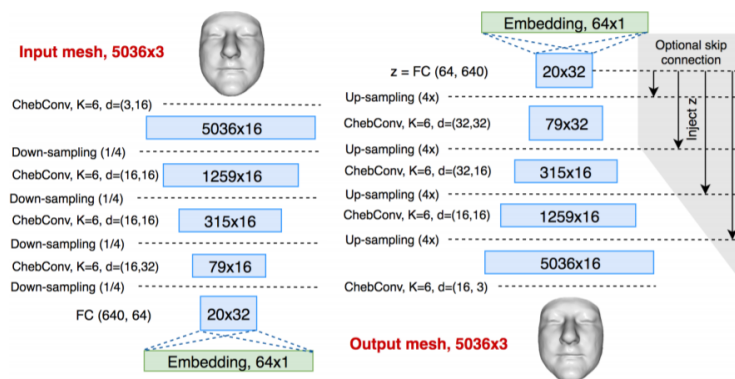 Input mesh, 5036x3
ChebConv, K=6, d=(3,16)
5036x16
Down-sampling (1/4)
ChebConv, K=6, d=(16,16)
1259x16
Down-sampling (1/4)
ChebConv, K=6, d=(16,16)
315x16
Down-sampling (1/4)
ChebConv, K=6, d=(16,32)
79x16
Down-sampling (1/4)
FC (640, 64)
20x32
Embedding, 64x1
Embedding, 64x1
z = FC (64, 640)
20x32
Up-sampling (4x)
ChebConv, K=6, d=(32,32)
79x32
Up-sampling (4x)
ChebConv, K=6, d=(32,16)
315x16
Up-sampling (4x)
ChebConv, K=6, d=(16,16)
1259x16
Up-sampling (4x)
5036x16
ChebConv, K=6, d=(16, 3)
Output mesh, 5036x3
Optional skip
connection
Inject z